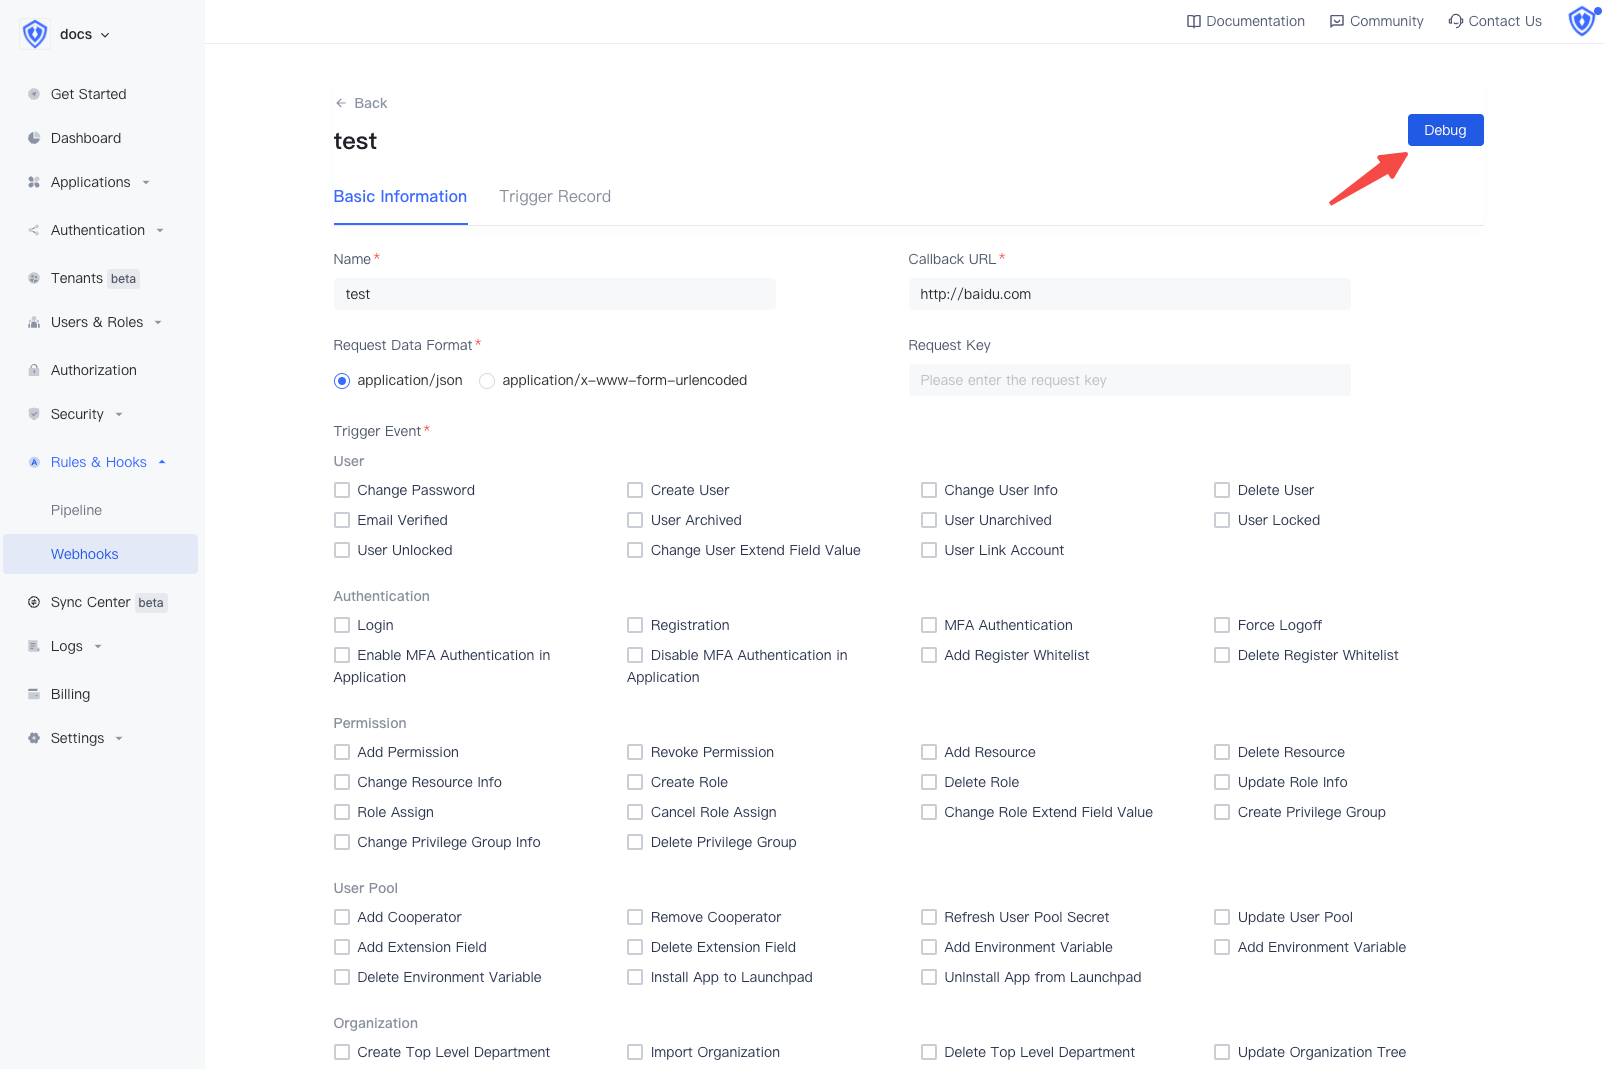 docs
Documentation
Community
Contact Us
Get Started
Dashboard
Applications
Authentication
Tenants beta
Users & Roles
Authorization
Security
Rules & Hooks
Pipeline
Webhooks
Sync Center beta
Logs
Billing
Settings
Back
test
Debug
Basic Information
Trigger Record
Name*
Callback URL*
test
http://baidu.com
Request Data Format*
Request Key
application/json
application/x-www-form-urlencoded
Please enter the request key
Trigger Event*
User
Change Password
Create User
Change User Info
Delete User
Email Verified
User Archived
User Unarchived
User Locked
User Unlocked
Change User Extend Field Value
User Link Account
Authentication
Login
Registration
MFA Authentication
Force Logoff
Enable MFA Authentication in
Application
Disable MFA Authentication in
Application
Add Register Whitelist
Delete Register Whitelist
Permission
Add Permission
Revoke Permission
Add Resource
Delete Resource
Change Resource Info
Create Role
Delete Role
Update Role Info
Role Assign
Cancel Role Assign
Change Role Extend Field Value
Create Privilege Group
Change Privilege Group Info
Delete Privilege Group
User Pool
Add Cooperator
Remove Cooperator
Refresh User Pool Secret
Update User Pool
Add Extension Field
Delete Extension Field
Add Environment Variable
Add Environment Variable
Delete Environment Variable
Install App to Launchpad
UnInstall App from Launchpad
Organization
Create Top Level Department
Import Organization
Delete Top Level Department
Update Organization Tree